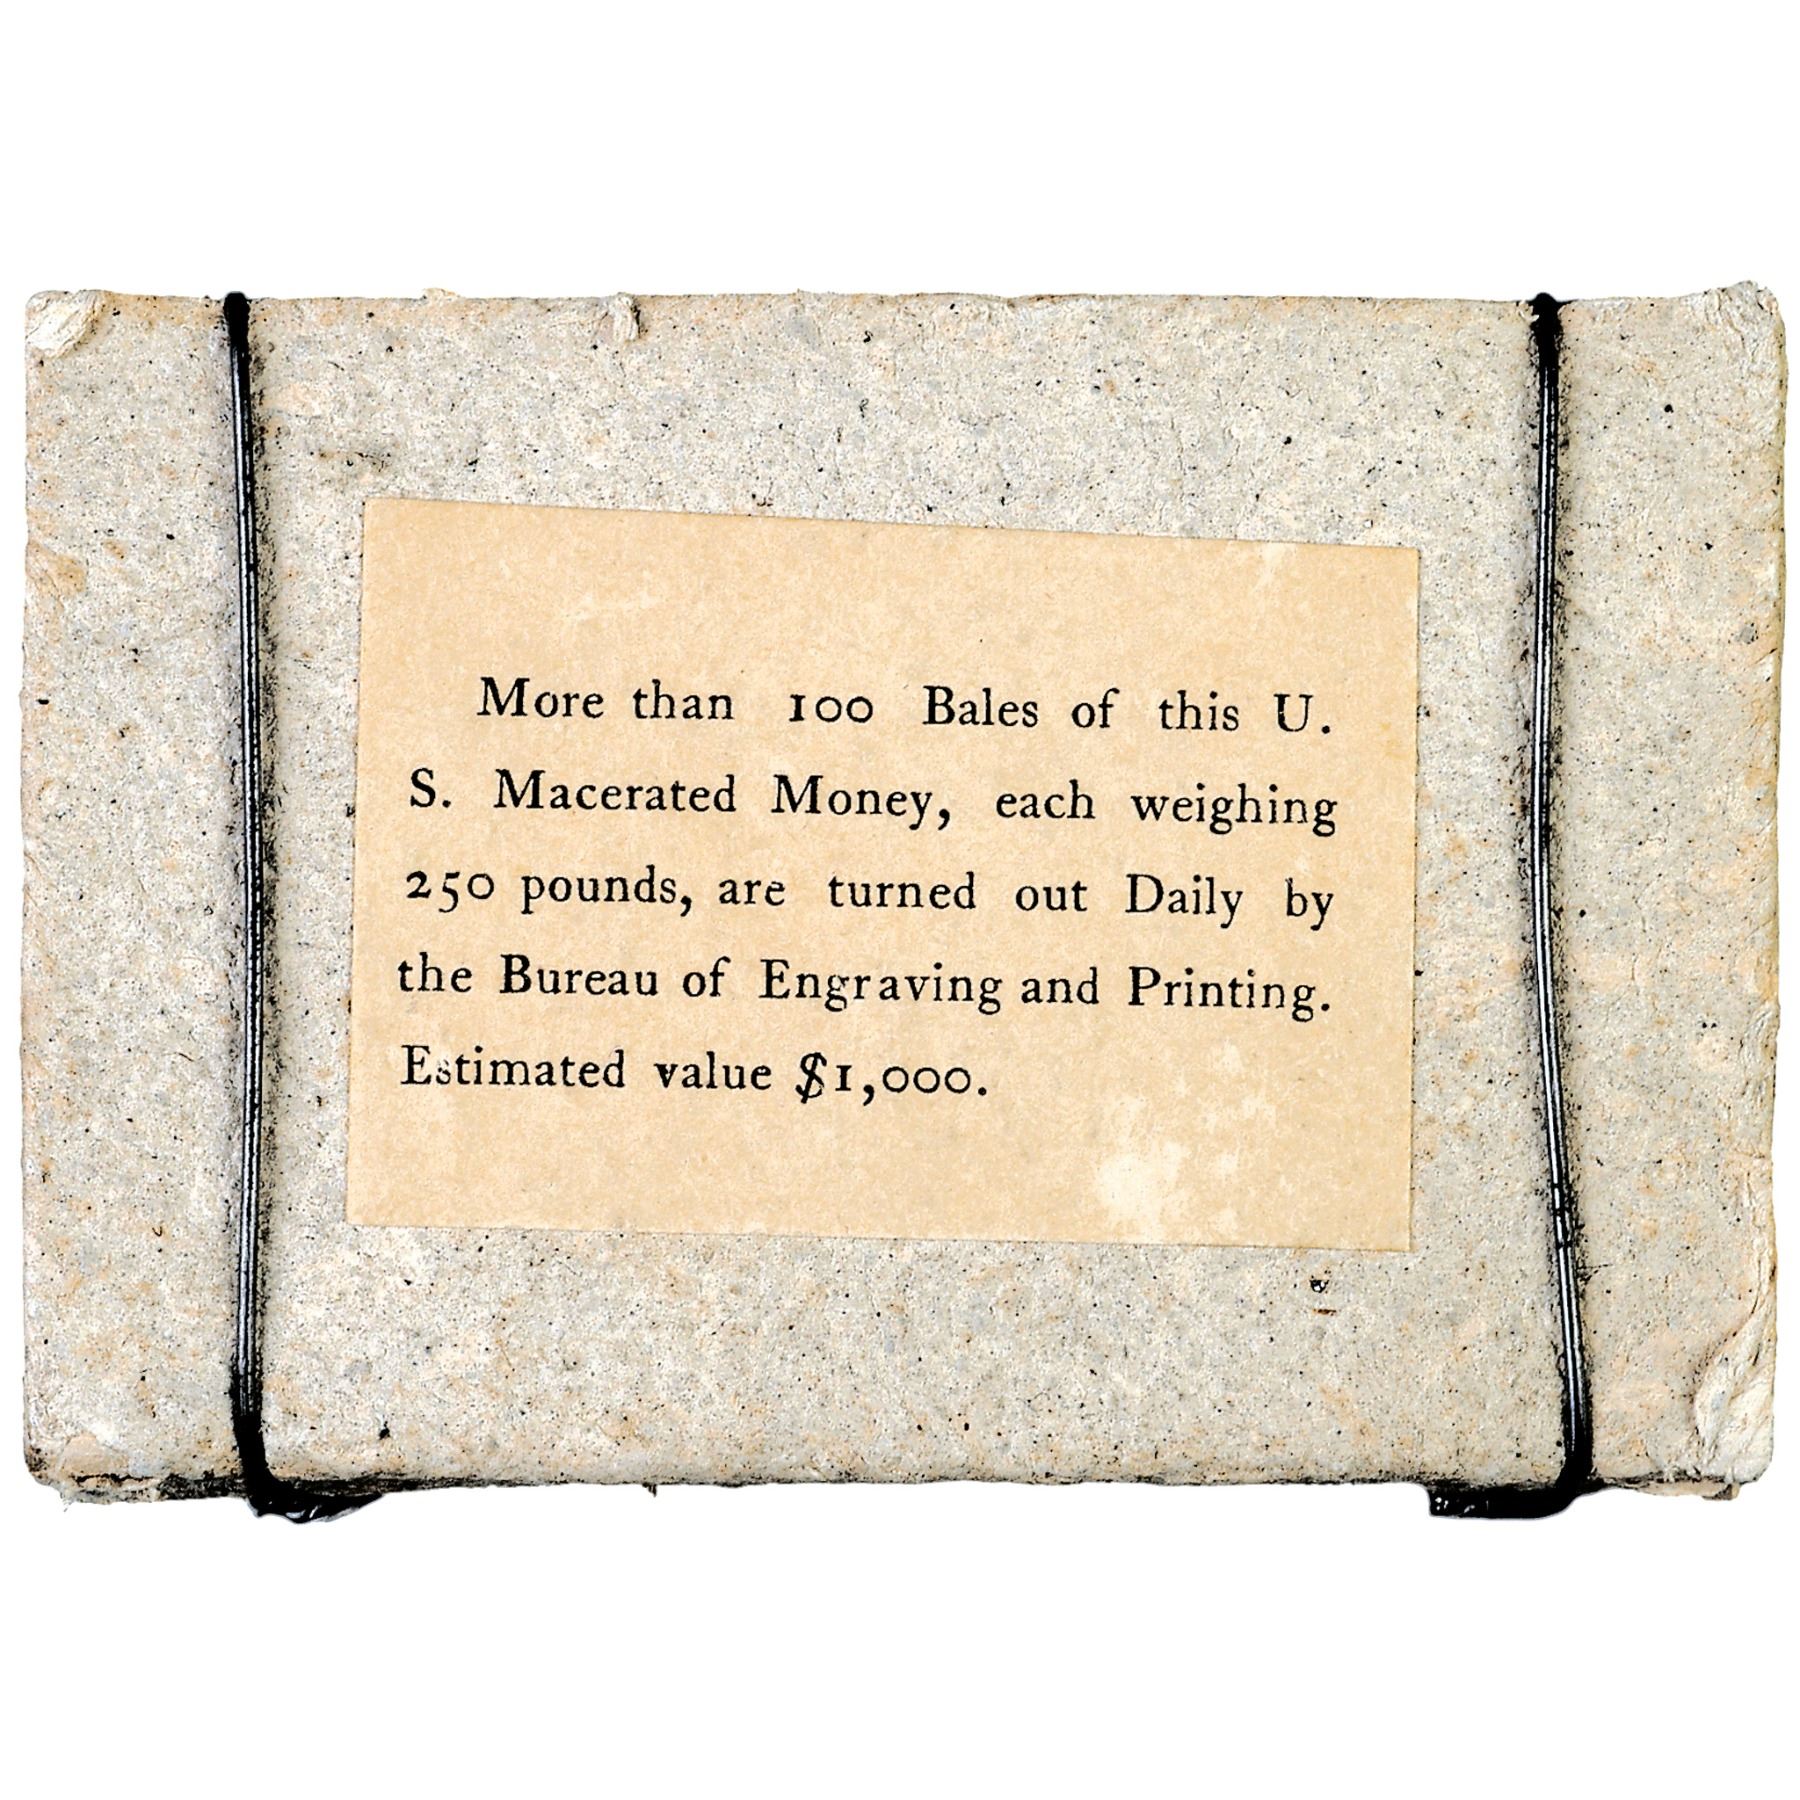 More than 100 Bales of this U.
S. Macerated Money, each weighing
250 pounds, are turned out Daily by
the Bureau of Engraving and Printing.
Estimated value $1,000.